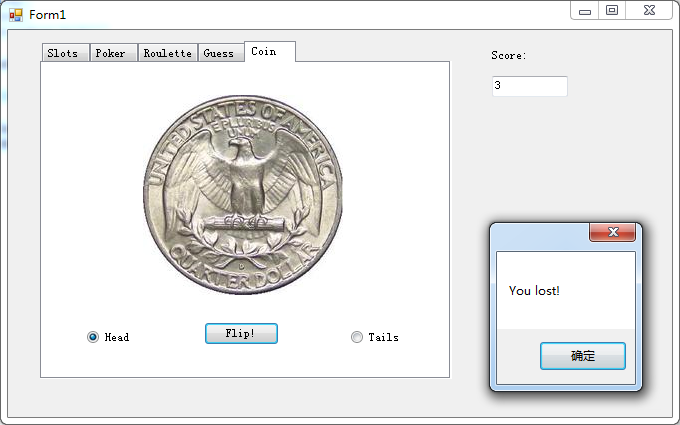 Form1
Slots Poker Roulette Guess Coin
Score:
3
UNITED STATES OF AMERICA
E PLURIBUS
UNUM
D
QUARTER DOLLAR
Head Flip! Tails
You lost!
确定